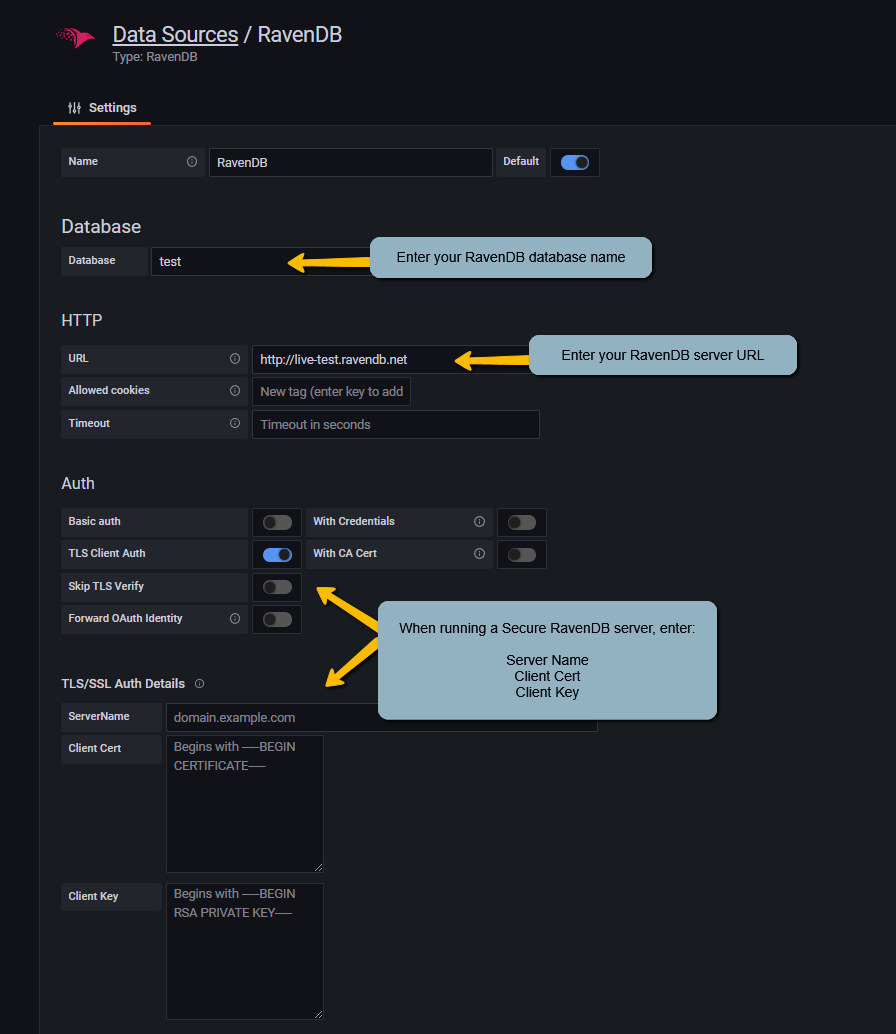 Data Sources / RavenDB
Type: RavenDB
Settings
Name
RavenDB
Default
Database
Database
test
Enter your RavenDB database name
HTTP
URL
http://live-test.ravendb.net
Enter your RavenDB server URL
Allowed cookies
New tag (enter key to add
Timeout
Timeout in seconds
Auth
Basic auth
With Credentials
TLS Client Auth
With CA Cert
Skip TLS Verify
Forward OAuth Identity
When running a Secure RavenDB server, enter:
Server Name
Client Cert
Client Key
TLS/SSL Auth Details
ServerName
domain.example.com
Client Cert
Begins with -----BEGIN
CERTIFICATE-----
Client Key
Begins with -----BEGIN
RSA PRIVATE KEY-----